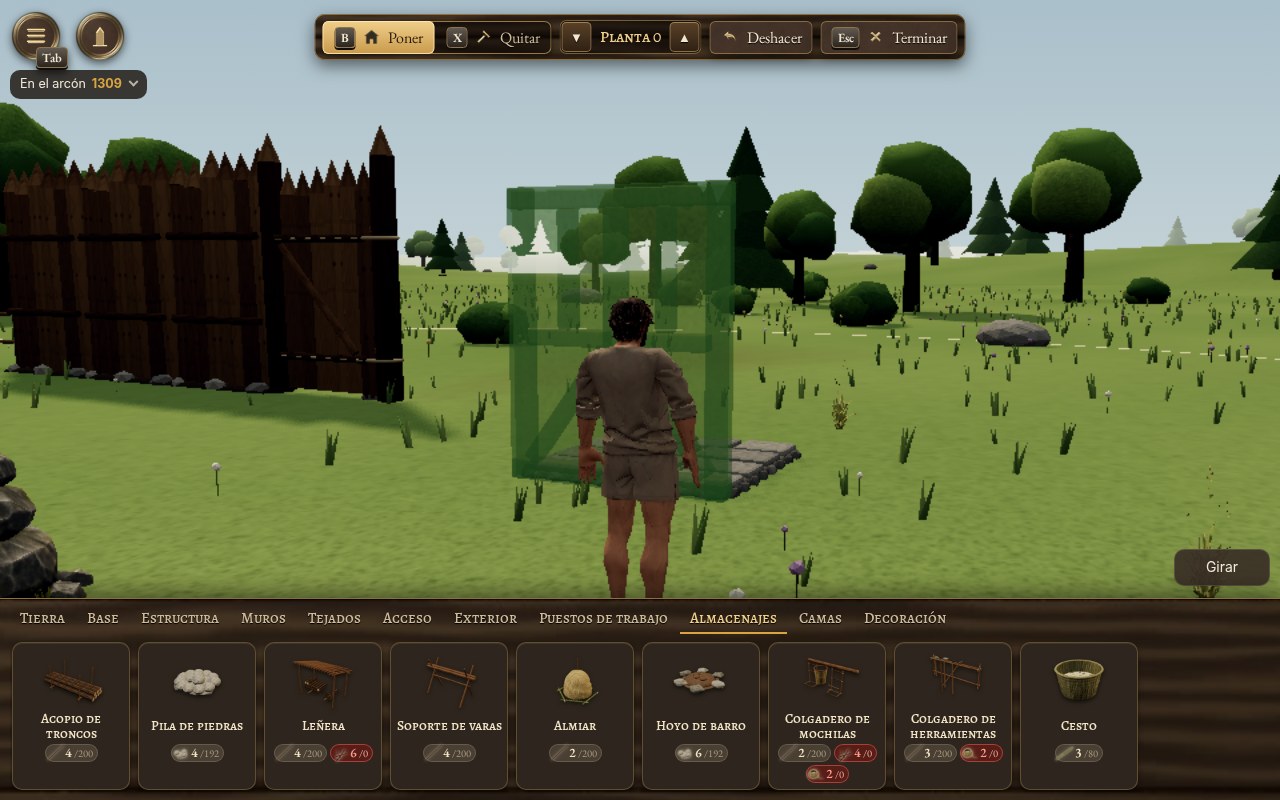 B Poner X Quitar ▼ Planta 0 ▲ Deshacer Esc Terminar
Tab
En el arcón 1309
Girar
Tierra Base Estructura Muros Tejados Acceso Exterior Puestos de trabajo Almacenajes Camas Decoración
Acopio de troncos
4/200
Pila de piedras
4/192
Leñera
4/200 6/0
Soporte de varas
4/200
Almiar
2/200
Hoyo de barro
6/192
Colgadero de mochilas
2/200 4/0
2/0
Colgadero de herramientas
3/200 2/0
Cesto
3/80